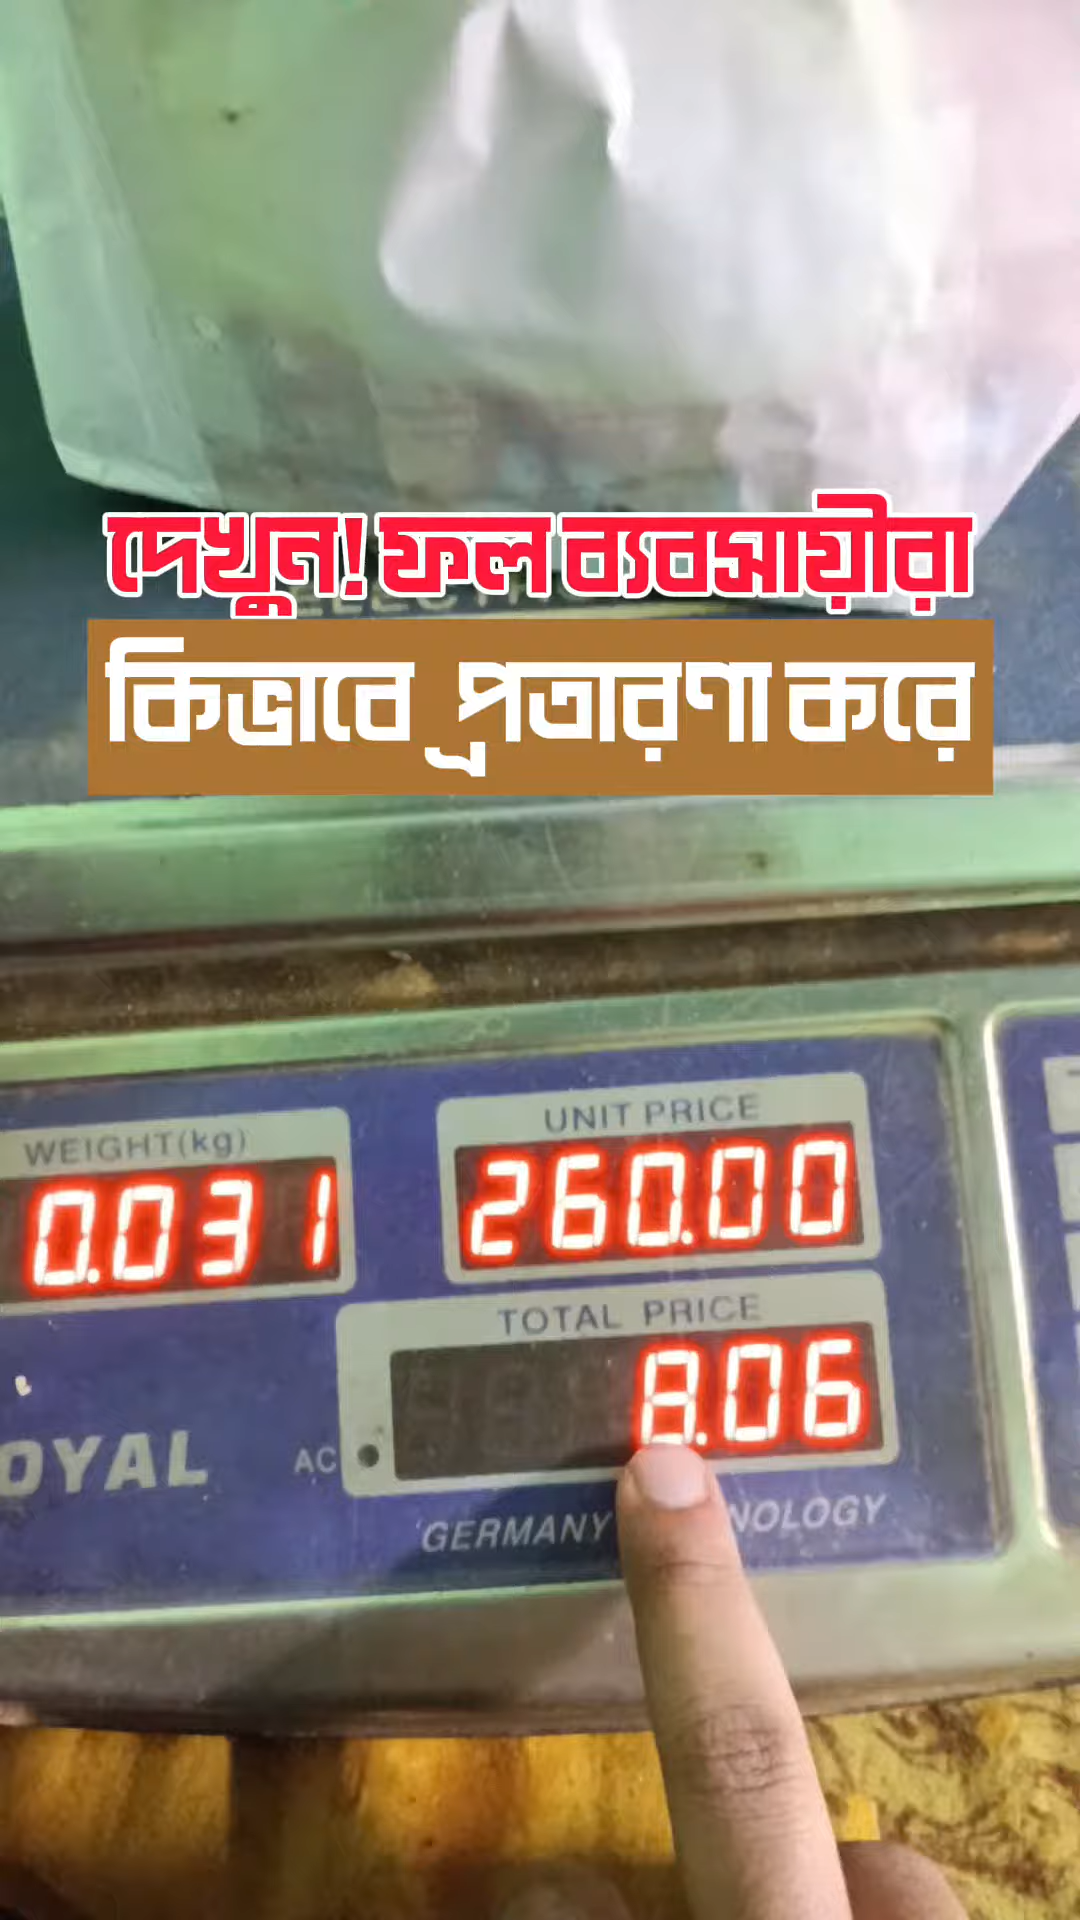 দেখুন! ফল ব্যবসায়ীরা
কিভাবে প্রতারণা করে
WEIGHT(kg)
0.031
UNIT PRICE
260.00
TOTAL PRICE
8.06
OYAL
AC
GERMANY
NOLOGY